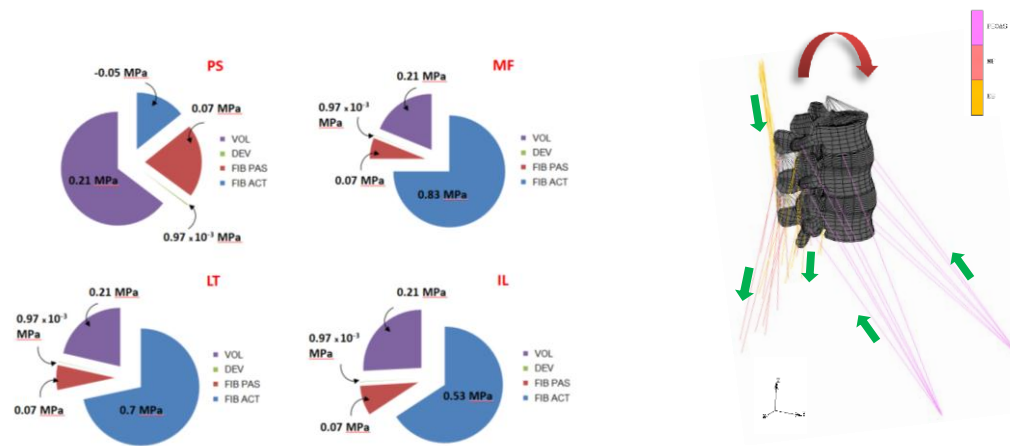 PS
-0.05 MPa
0.07 MPa
0.21 MPa
0.97 x10⁻³ MPa
VOL
DEV
FIB PAS
FIB ACT
MF
0.21 MPa
0.97 x10⁻³
MPa
0.07 MPa
0.83 MPa
VOL
DEV
FIB PAS
FIB ACT
LT
0.21 MPa
0.97 x10⁻³
MPa
0.07 MPa
0.7 MPa
VOL
DEV
FIB PAS
FIB ACT
IL
0.21 MPa
0.97 x10⁻³
MPa
0.07 MPa
0.53 MPa
VOL
DEV
FIB PAS
FIB ACT
Z